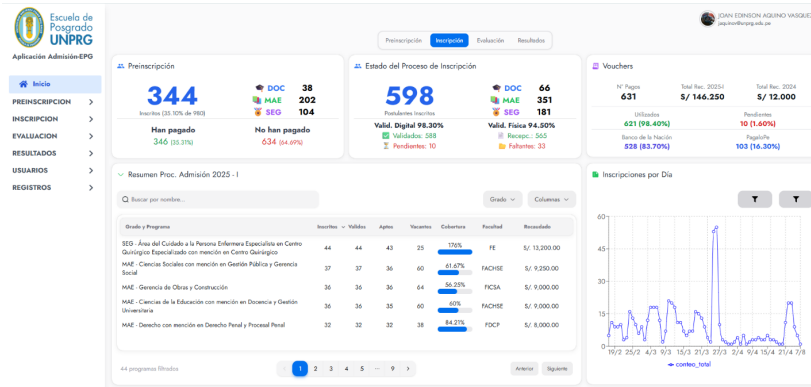 Escuela de
Posgrado
UNPRG
Aplicación Admisión-EPG
Inicio
PREINSCRIPCION
INSCRIPCION
EVALUACION
RESULTADOS
USUARIOS
REGISTROS
JOAN EDINSON AQUINO VASQUEZ
jaquinov@unprg.edu.pe
Preinscripción Inscripción Evaluación Resultados
Preinscripción
344
Inscritos (35.10% de 980)
DOC 38
MAE 202
SEG 104
Han pagado No han pagado
346 (35.31%) 634 (64.69%)
Estado del Proceso de Inscripción
598
Postulantes Inscritos
DOC 66
MAE 351
SEG 181
Valid. Digital 98.30% Valid. Física 94.50%
Validados: 588 Recepc.: 565
Pendientes: 10 Faltantes: 33
Vouchers
N° Pagos Total Rec. 2025-I Total Rec. 2024
631 S/ 146.250 S/ 12.000
Utilizados Pendientes
621 (98.40%) 10 (1.60%)
Banco de la Nación PagaloPe
528 (83.70%) 103 (16.30%)
Resumen Proc. Admisión 2025 - I
Buscar por nombre... Grado Columnas
Grado y Programa Inscritos Validos Aptos Vacantes Cobertura Facultad Recaudado
SEG - Área del Cuidado a la Persona Enfermera Especialista en Centro
Quirúrgico Especializado con mención en Centro Quirúrgico 44 44 43 25 176% FE S/. 13,200.00
MAE - Ciencias Sociales con mención en Gestión Pública y Gerencia
Social 37 37 36 60 61.67% FACHSE S/. 9,250.00
MAE - Gerencia de Obras y Construcción 36 36 36 64 56.25% FICSA S/. 9,000.00
MAE - Ciencias de la Educación con mención en Docencia y Gestión
Universitaria 36 36 35 60 60% FACHSE S/. 9,000.00
MAE - Derecho con mención en Derecho Penal y Procesal Penal 32 32 32 38 84.21% FDCP S/. 8,000.00
44 programas filtrados
1 2 3 4 5 ... 9
Anterior Siguiente
Inscripciones por Día
60
45
30
15
0
19/2 25/2 4/3 9/3 15/3 21/3 27/3 2/4 9/4 15/4 21/4 7/8
conteo_total